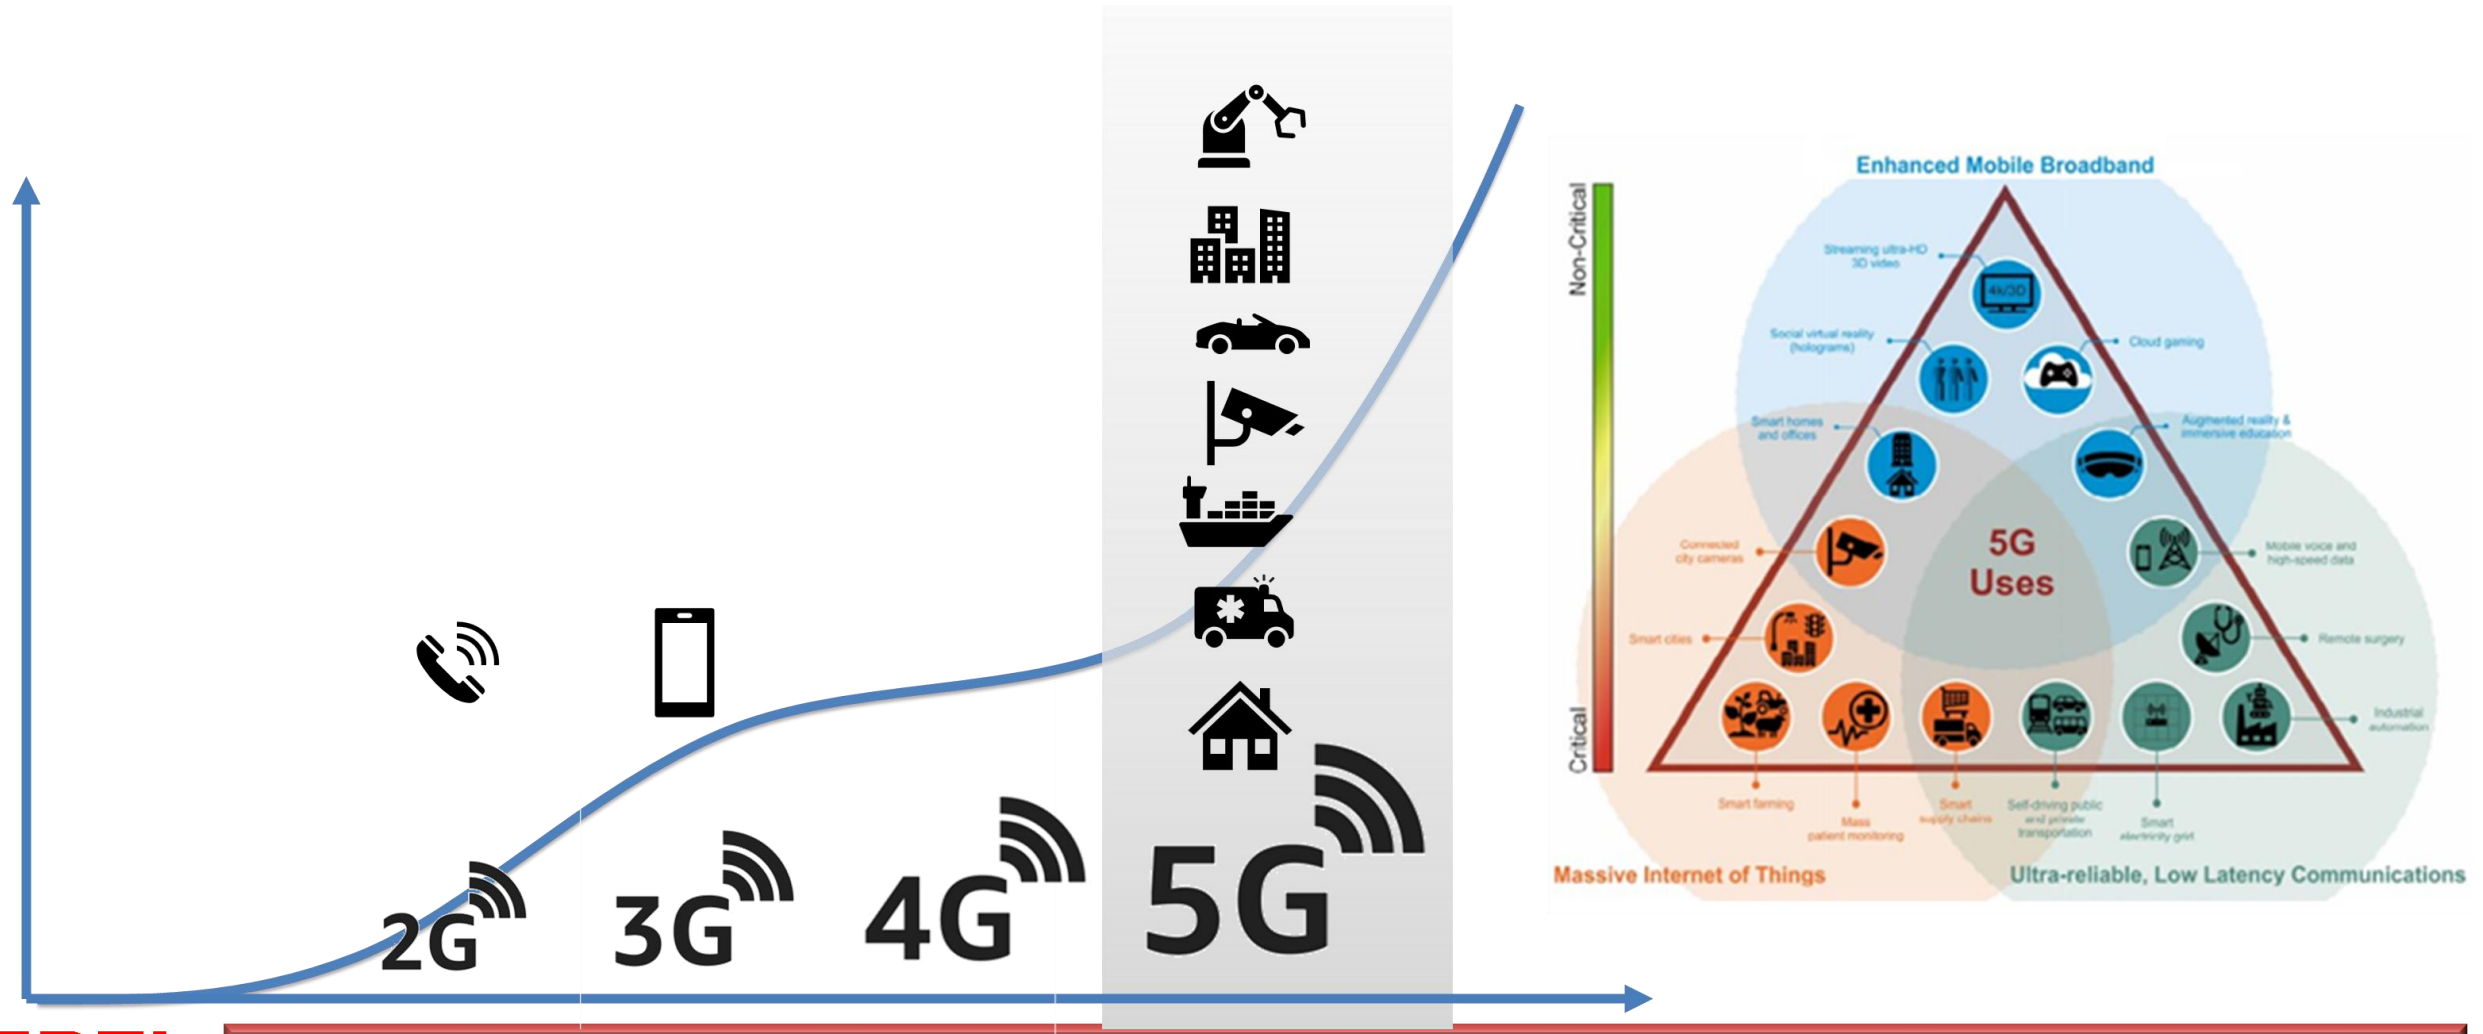 2G
3G
4G
5G
Enhanced Mobile Broadband
Non-Critical
Critical
Streaming ultra-HD
3D video
4k/3D
Social virtual reality
(holograms)
Cloud gaming
Smart homes
and offices
Augmented reality &
immersive education
5G
Uses
Connected
city cameras
Mobile voice and
high-speed data
Smart cities
Remote surgery
Industrial
automation
Smart farming
Mass
patient monitoring
Smart
supply chains
Self-driving public
and private
transportation
Smart
electricity grid
Massive Internet of Things
Ultra-reliable, Low Latency Communications